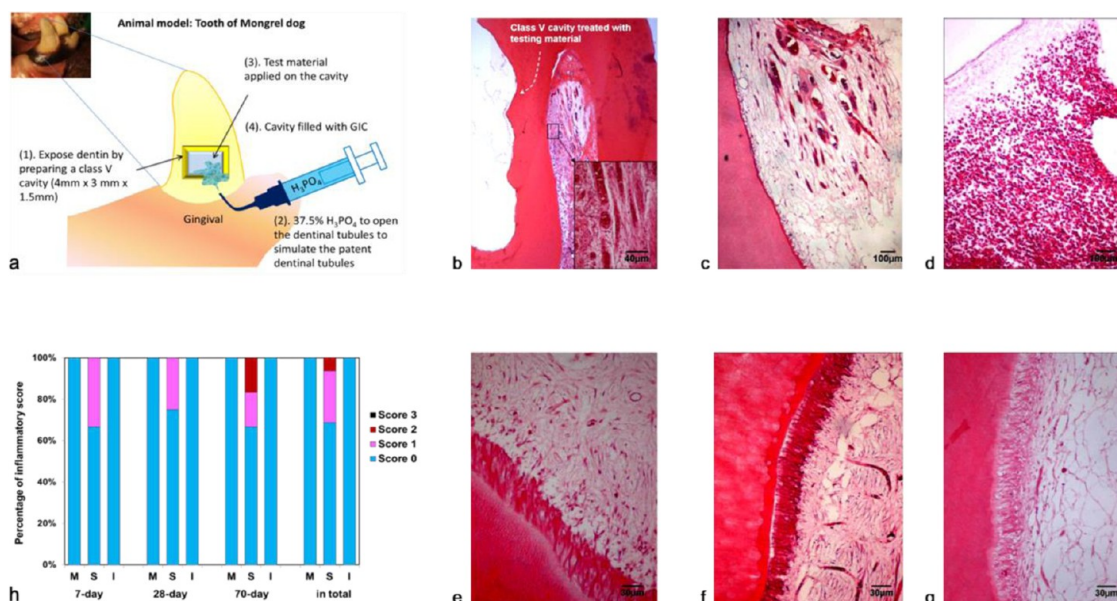 Animal model: Tooth of Mongrel dog
(3). Test material
applied on the cavity
(4). Cavity filled with GIC
(1). Expose dentin by
preparing a class V
cavity (4mm x 3 mm x
1.5mm)
H₃PO₄
Gingival
(2). 37.5% H₃PO₄ to open
the dentinal tubules to
simulate the patent
dentinal tubules
a
Class V cavity treated with
testing material
40µm
b
100µm
c
d
Percentage of inflammatory score
100%
80%
60%
40%
20%
0%
Score 3
Score 2
Score 1
Score 0
M S I M S I M S I M S I
7-day 28-day 70-day in total
h
30µm
e
30µm
f
30µm
g